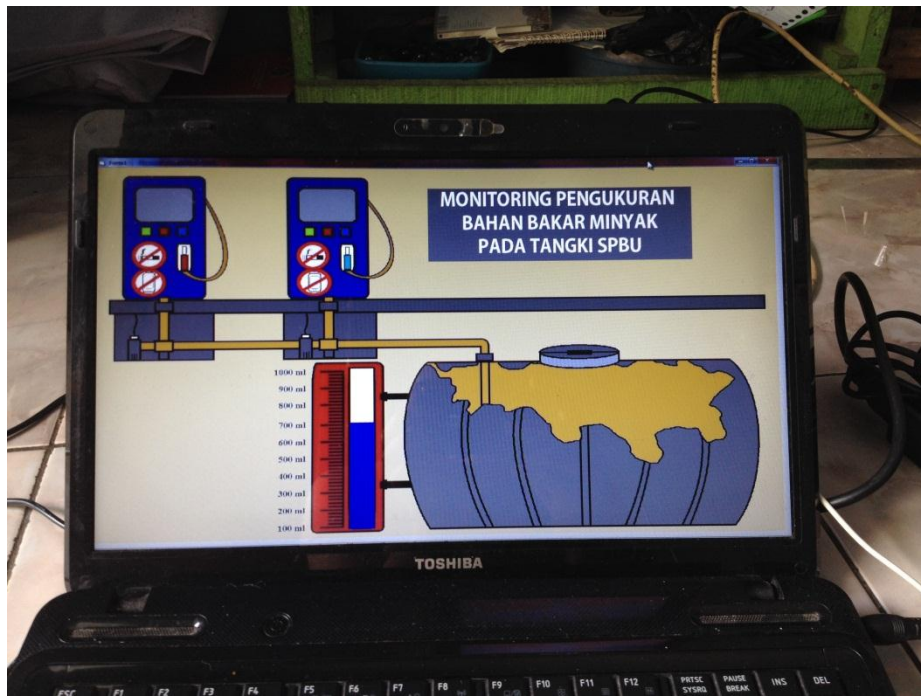 Form1
MONITORING PENGUKURAN
BAHAN BAKAR MINYAK
PADA TANGKI SPBU
1000 ml
900 ml
800 ml
700 ml
600 ml
500 ml
400 ml
300 ml
200 ml
100 ml
TOSHIBA
ESC F1 F2 F3 F4 F5 F6 F7 F8 F9 F10 F11 F12 PRTSC SYSRQ PAUSE BREAK INS DEL